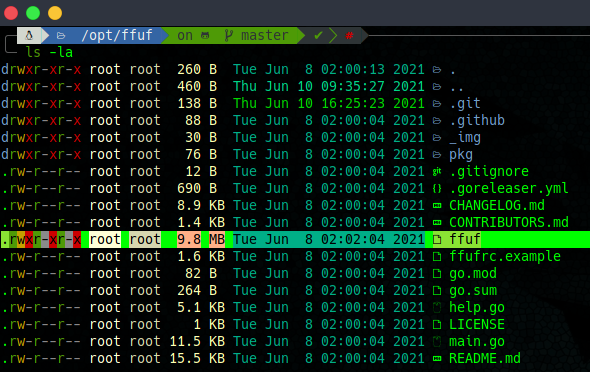 /opt/ffuf on master ✔ #
ls -la
drwxr-xr-x root root 260 B Tue Jun 8 02:00:13 2021 .
drwxr-xr-x root root 460 B Thu Jun 10 09:35:27 2021 ..
drwxr-xr-x root root 138 B Thu Jun 10 16:25:23 2021 .git
drwxr-xr-x root root 88 B Tue Jun 8 02:00:04 2021 .github
drwxr-xr-x root root 30 B Tue Jun 8 02:00:04 2021 _img
drwxr-xr-x root root 76 B Tue Jun 8 02:00:04 2021 pkg
.rw-r--r-- root root 12 B Tue Jun 8 02:00:04 2021 .gitignore
.rw-r--r-- root root 690 B Tue Jun 8 02:00:04 2021 .goreleaser.yml
.rw-r--r-- root root 8.9 KB Tue Jun 8 02:00:04 2021 CHANGELOG.md
.rw-r--r-- root root 1.4 KB Tue Jun 8 02:00:04 2021 CONTRIBUTORS.md
.rwxr-xr-x root root 9.8 MB Tue Jun 8 02:02:04 2021 ffuf
.rw-r--r-- root root 1.6 KB Tue Jun 8 02:00:04 2021 ffufrc.example
.rw-r--r-- root root 82 B Tue Jun 8 02:00:04 2021 go.mod
.rw-r--r-- root root 264 B Tue Jun 8 02:00:04 2021 go.sum
.rw-r--r-- root root 5.1 KB Tue Jun 8 02:00:04 2021 help.go
.rw-r--r-- root root 1 KB Tue Jun 8 02:00:04 2021 LICENSE
.rw-r--r-- root root 11.5 KB Tue Jun 8 02:00:04 2021 main.go
.rw-r--r-- root root 15.5 KB Tue Jun 8 02:00:04 2021 README.md